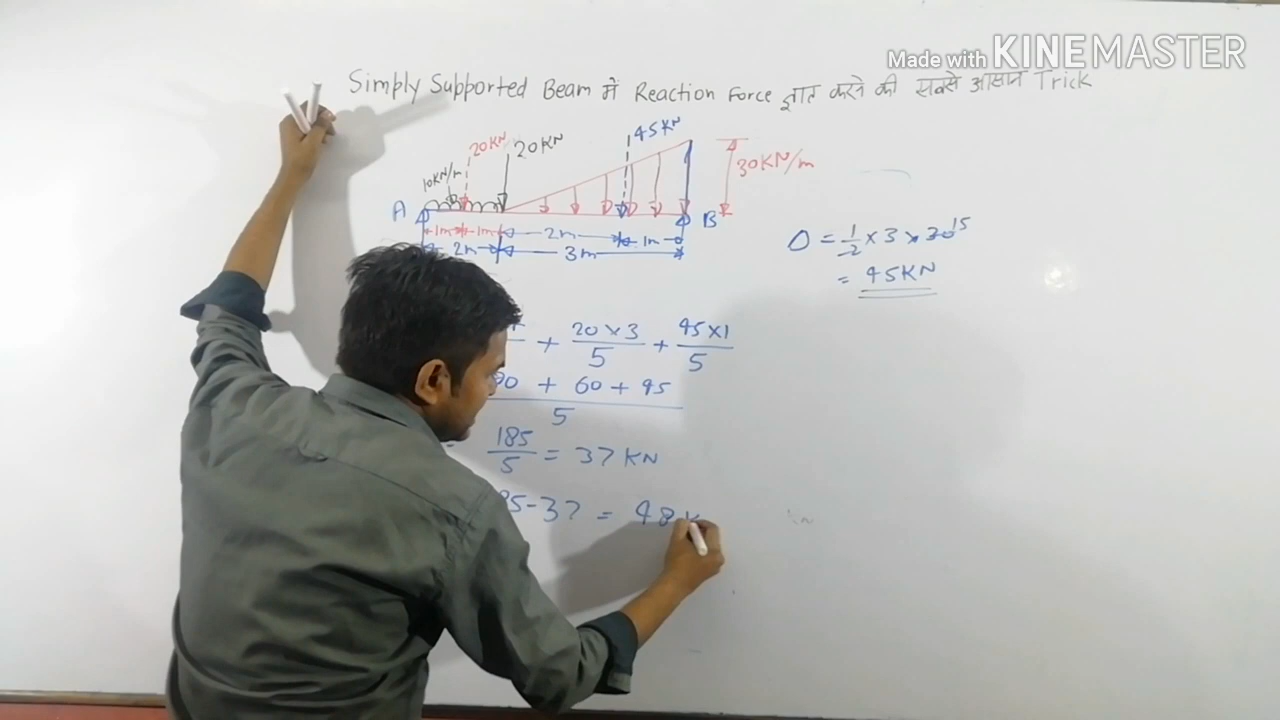 Made with KINEMASTER
Simply Supported Beam में Reaction Force ज्ञात करने की सबसे आसान Trick
45KN
20KN 20KN
10KN/m
30KN/m
A B
1m 1m 2m 1m
2m 3m
= 1/2 × 3 × 30 15
= 45KN
+ 20×3/5 + 45×1/5
+ 60 + 45
5
185/5 = 37 KN
-37 = 48